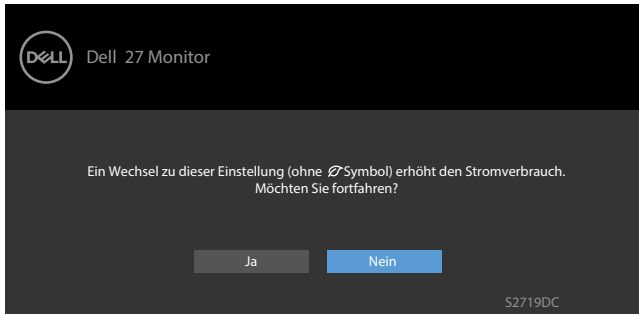 DELL
Dell 27 Monitor
Ein Wechsel zu dieser Einstellung (ohne Symbol) erhöht den Stromverbrauch.
Möchten Sie fortfahren?
Ja
Nein
S2719DC